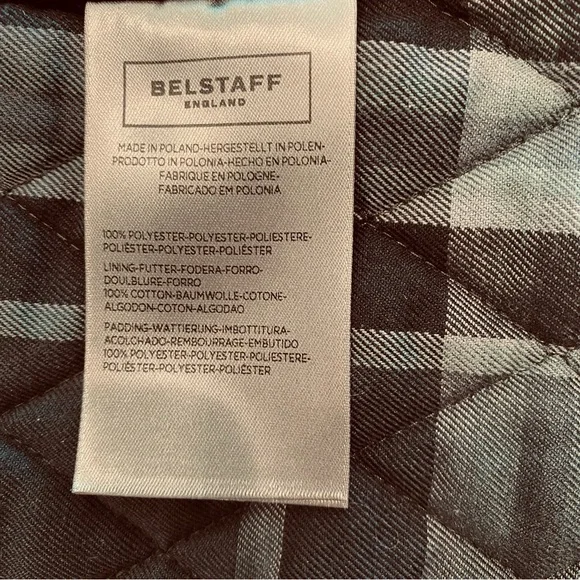 BELSTAFF
ENGLAND
MADE IN POLAND-HERGESTELLT IN POLEN-
PRODOTTO IN POLONIA-HECHO EN POLONIA-
FABRIQUE EN POLOGNE-
FABRICADO EM POLONIA
100% POLYESTER-POLYESTER-POLIESTERE-
POLIÉSTER-POLYESTER-POLIÉSTER
LINING-FUTTER-FODERA-FORRO-
DOULBLURE-FORRO
100% COTTON-BAUMWOLLE-COTONE-
ALGODON-COTON-ALGODAO
PADDING-WATTIERUNG-IMBOTTITURA-
ACOLCHADO-REMBOURRAGE-EMBUTIDO
100% POLYESTER-POLYESTER-POLIESTERE-
POLIÉSTER-POLYESTER-POLIÉSTER